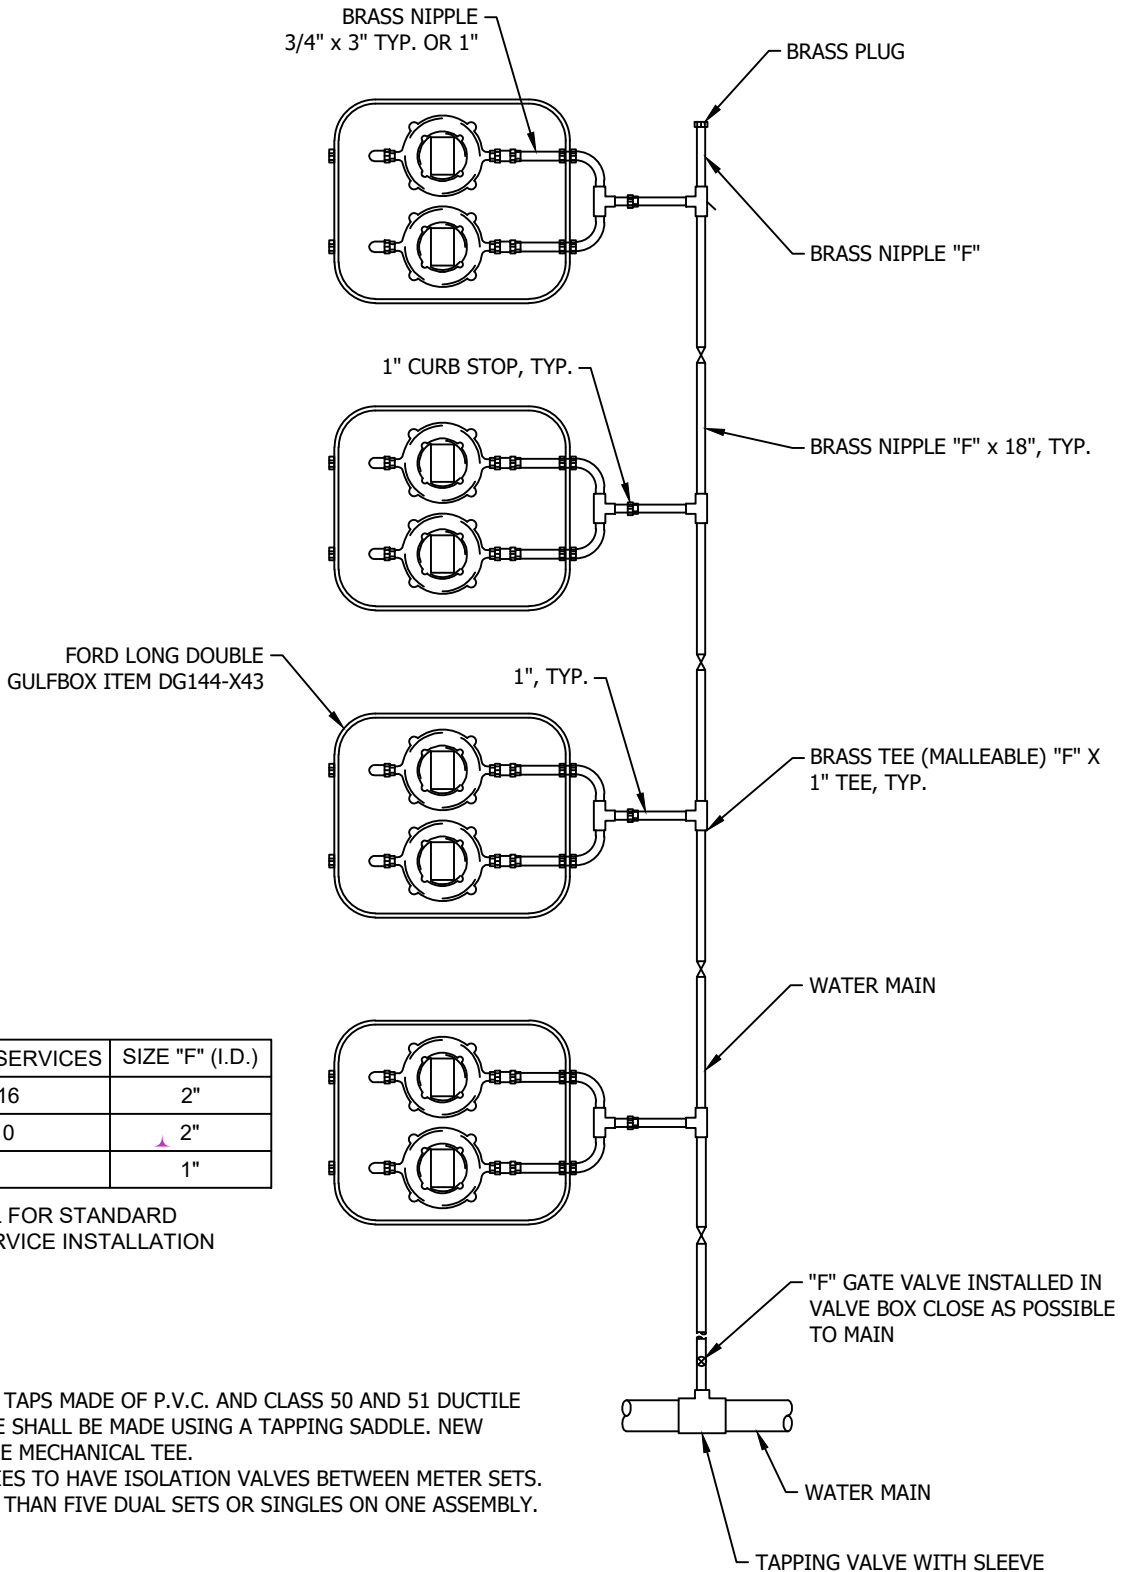 BRASS NIPPLE
3/4" x 3" TYP. OR 1"
BRASS PLUG
BRASS NIPPLE "F"
1" CURB STOP, TYP.
BRASS NIPPLE "F" x 18", TYP.
FORD LONG DOUBLE
GULFBOX ITEM DG144-X43
1", TYP.
BRASS TEE (MALLEABLE) "F" X
1" TEE, TYP.
WATER MAIN
SERVICES SIZE "F" (I.D.)
16 2"
0 2"
1"
FOR STANDARD
RVICE INSTALLATION
"F" GATE VALVE INSTALLED IN
VALVE BOX CLOSE AS POSSIBLE
TO MAIN
TAPS MADE OF P.V.C. AND CLASS 50 AND 51 DUCTILE
E SHALL BE MADE USING A TAPPING SADDLE. NEW
E MECHANICAL TEE.
IES TO HAVE ISOLATION VALVES BETWEEN METER SETS.
THAN FIVE DUAL SETS OR SINGLES ON ONE ASSEMBLY.
WATER MAIN
TAPPING VALVE WITH SLEEVE